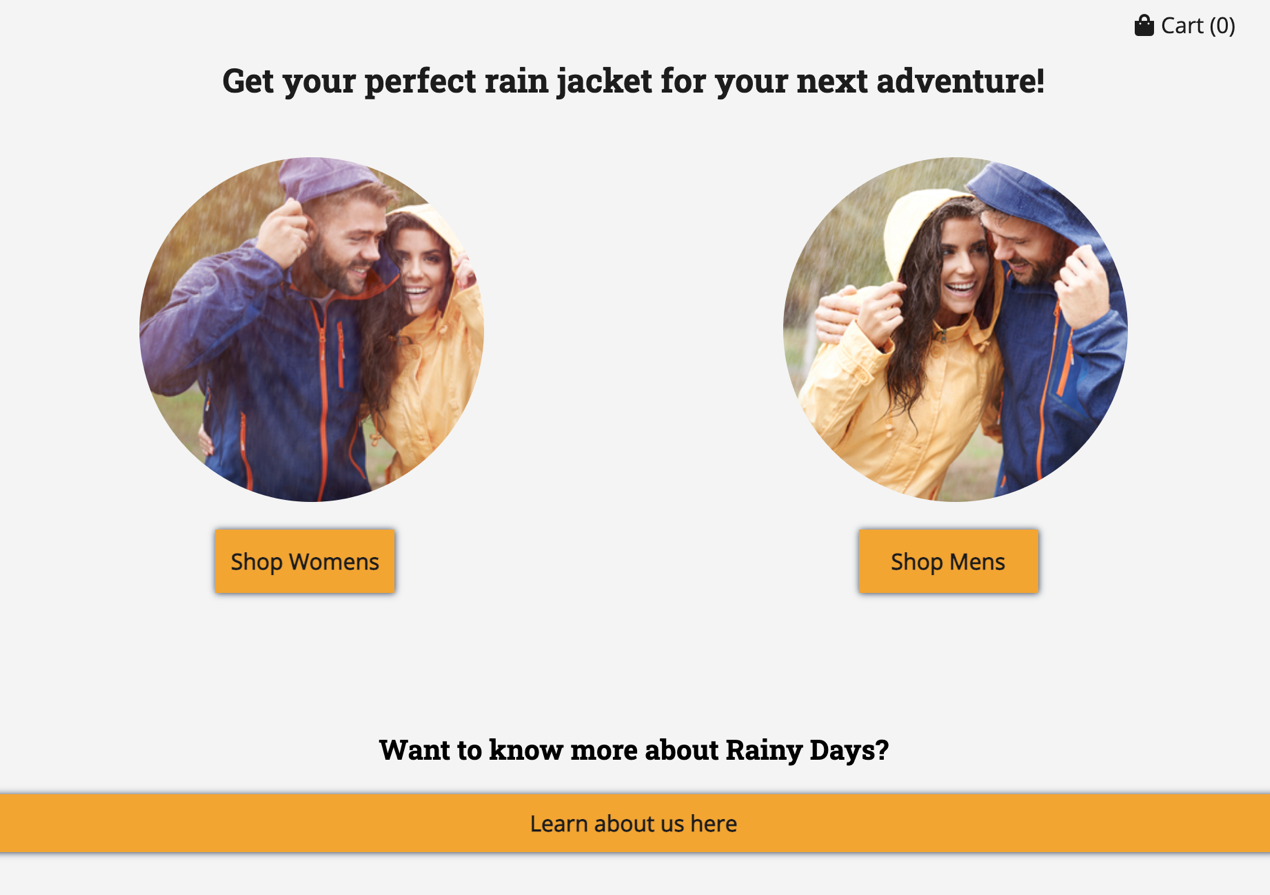 Cart (0)
Get your perfect rain jacket for your next adventure!
Shop Womens
Shop Mens
Want to know more about Rainy Days?
Learn about us here